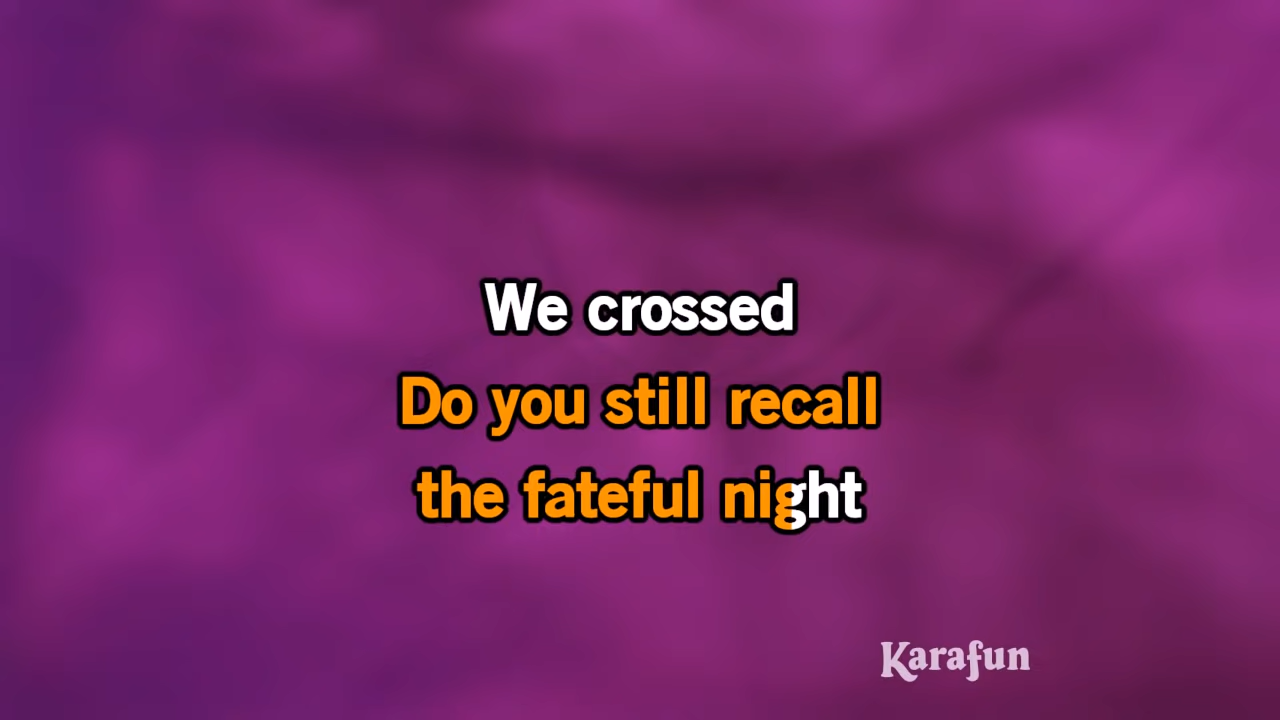 We crossed
Do you still recall
the fateful night
Karafun